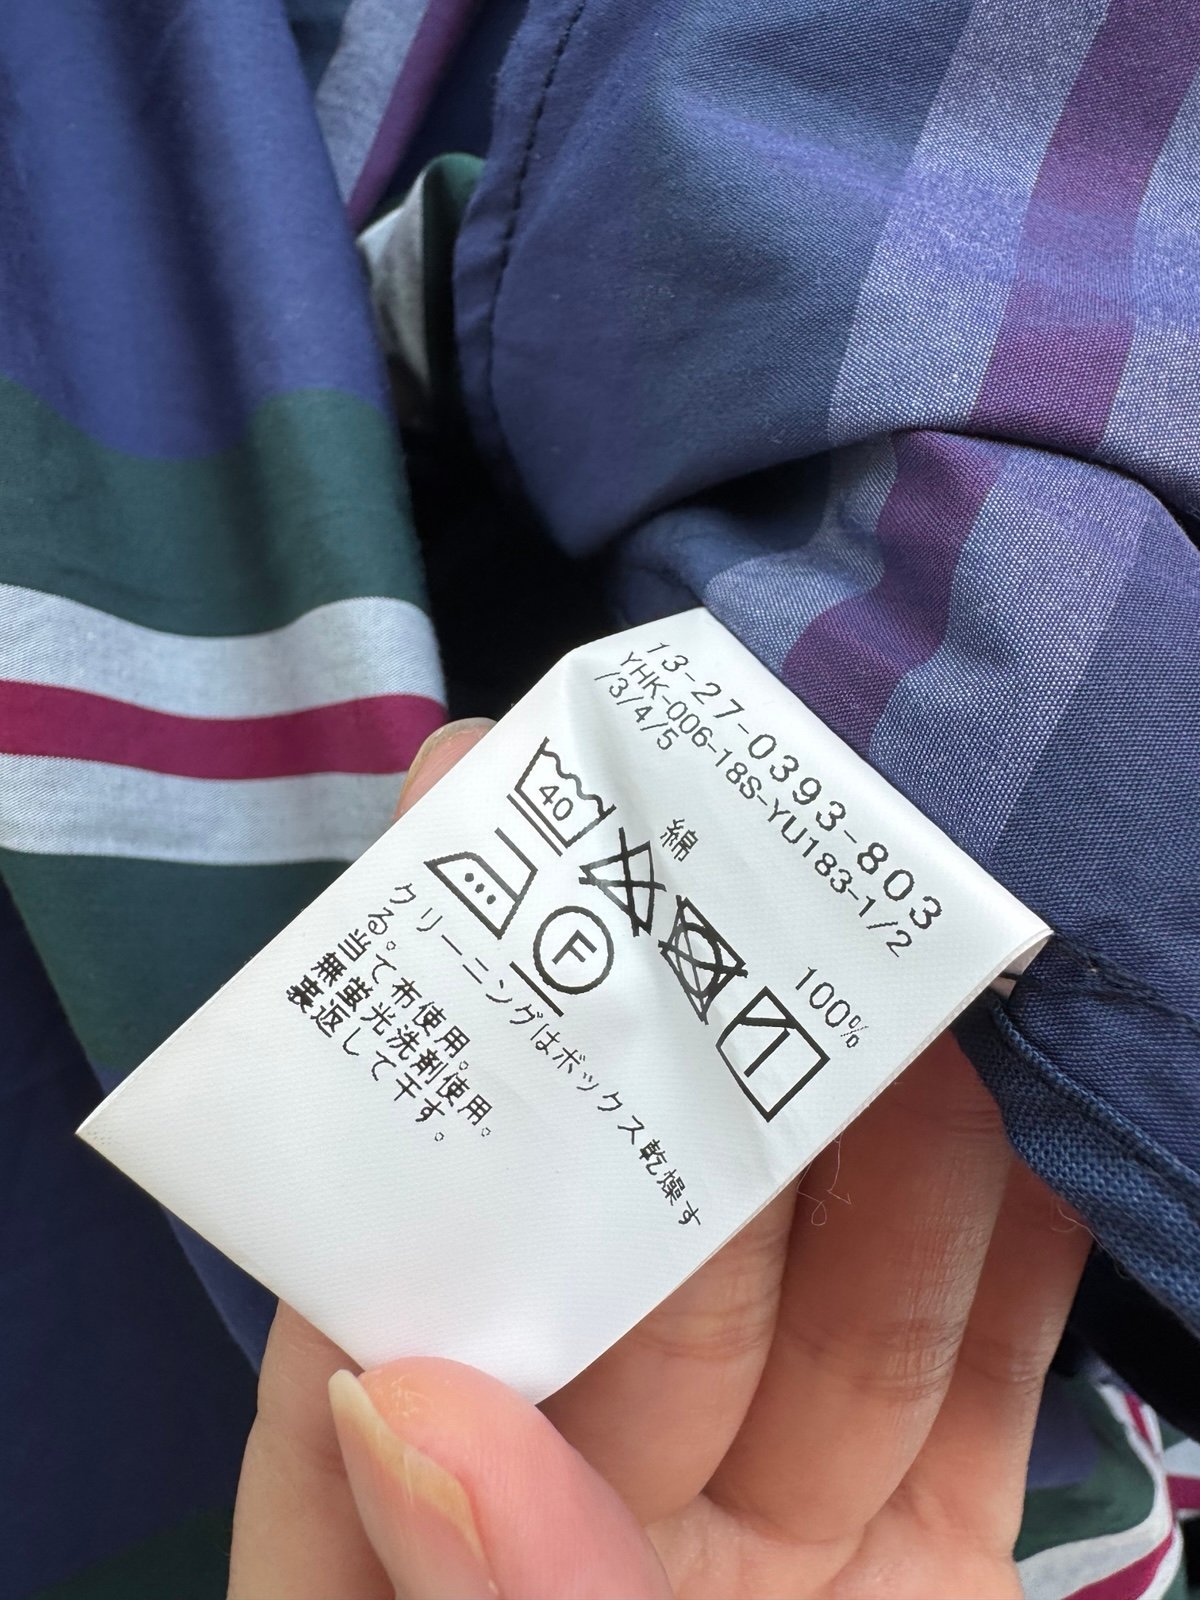 13-27-0393-803
YHK-006-18S-YU183-1/2
/3/4/5
綿 100%
40
F
クリーニングはボックス乾燥す
る。
当て布使用。
無蛍光洗剤使用。
裏返して干す。